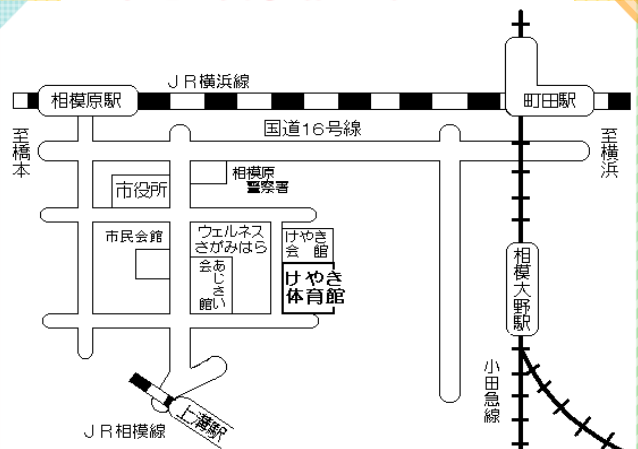 JR横浜線
相模原駅
町田駅
至橋本
国道16号線
至横浜
市役所
相模原
警察署
市民会館
ウェルネス
さがみはら
けやき
会館
あじさい
会館
けやき
体育館
相模大野駅
小田急線
上溝駅
JR相模線